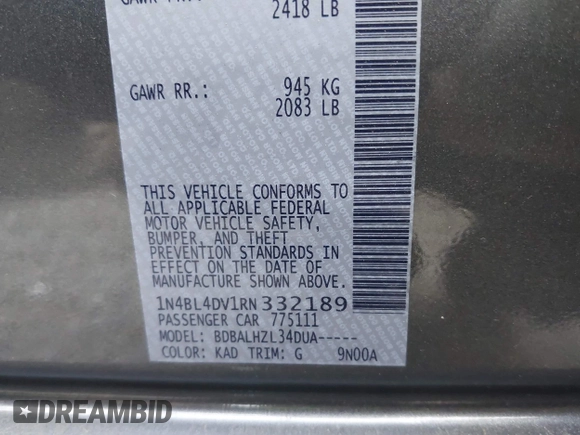 2418 LB
GAWR RR.: 945 KG
2083 LB
THIS VEHICLE CONFORMS TO
ALL APPLICABLE FEDERAL
MOTOR VEHICLE SAFETY,
BUMPER, AND THEFT
PREVENTION STANDARDS IN
EFFECT ON THE DATE OF
MANUFACTURE SHOWN ABOVE.
1N4BL4DV1RN332189
PASSENGER CAR 775111
MODEL: BDBALHZL34DUA-----
COLOR: KAD TRIM: G 9N00A
DREAMBID